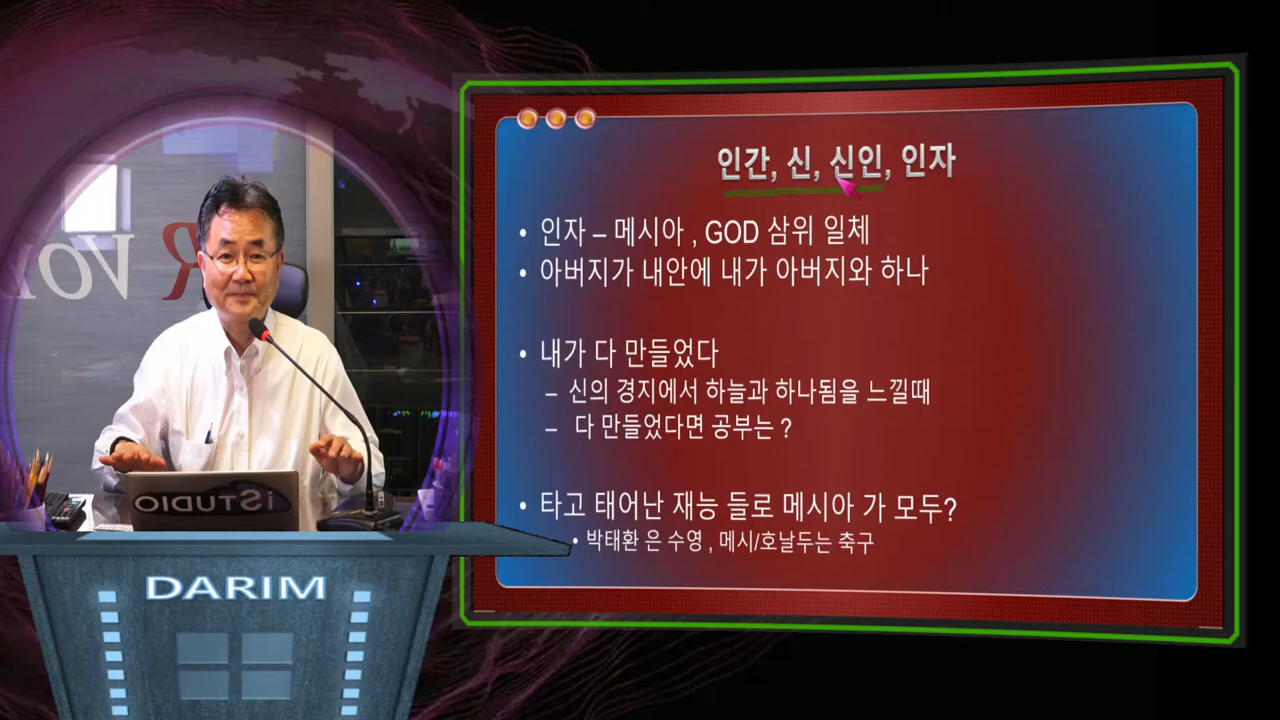 인간, 신, 신인, 인자
• 인자 – 메시아 , GOD 삼위 일체
• 아버지가 내안에 내가 아버지와 하나
• 내가 다 만들었다
– 신의 경지에서 하늘과 하나됨을 느낄때
– 다 만들었다면 공부는 ?
• 타고 태어난 재능 들로 메시아 가 모두?
• 박태환 은 수영 , 메시/호날두는 축구
iSTUDIO
DARIM